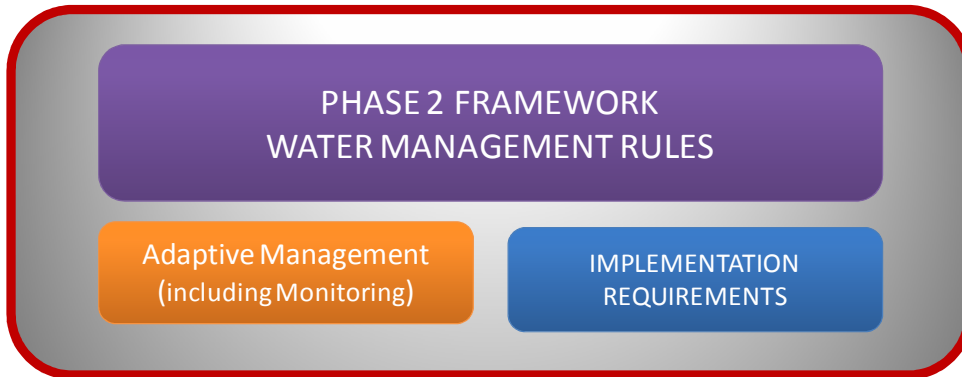 PHASE 2 FRAMEWORK
WATER MANAGEMENT RULES
Adaptive Management
(including Monitoring)
IMPLEMENTATION
REQUIREMENTS